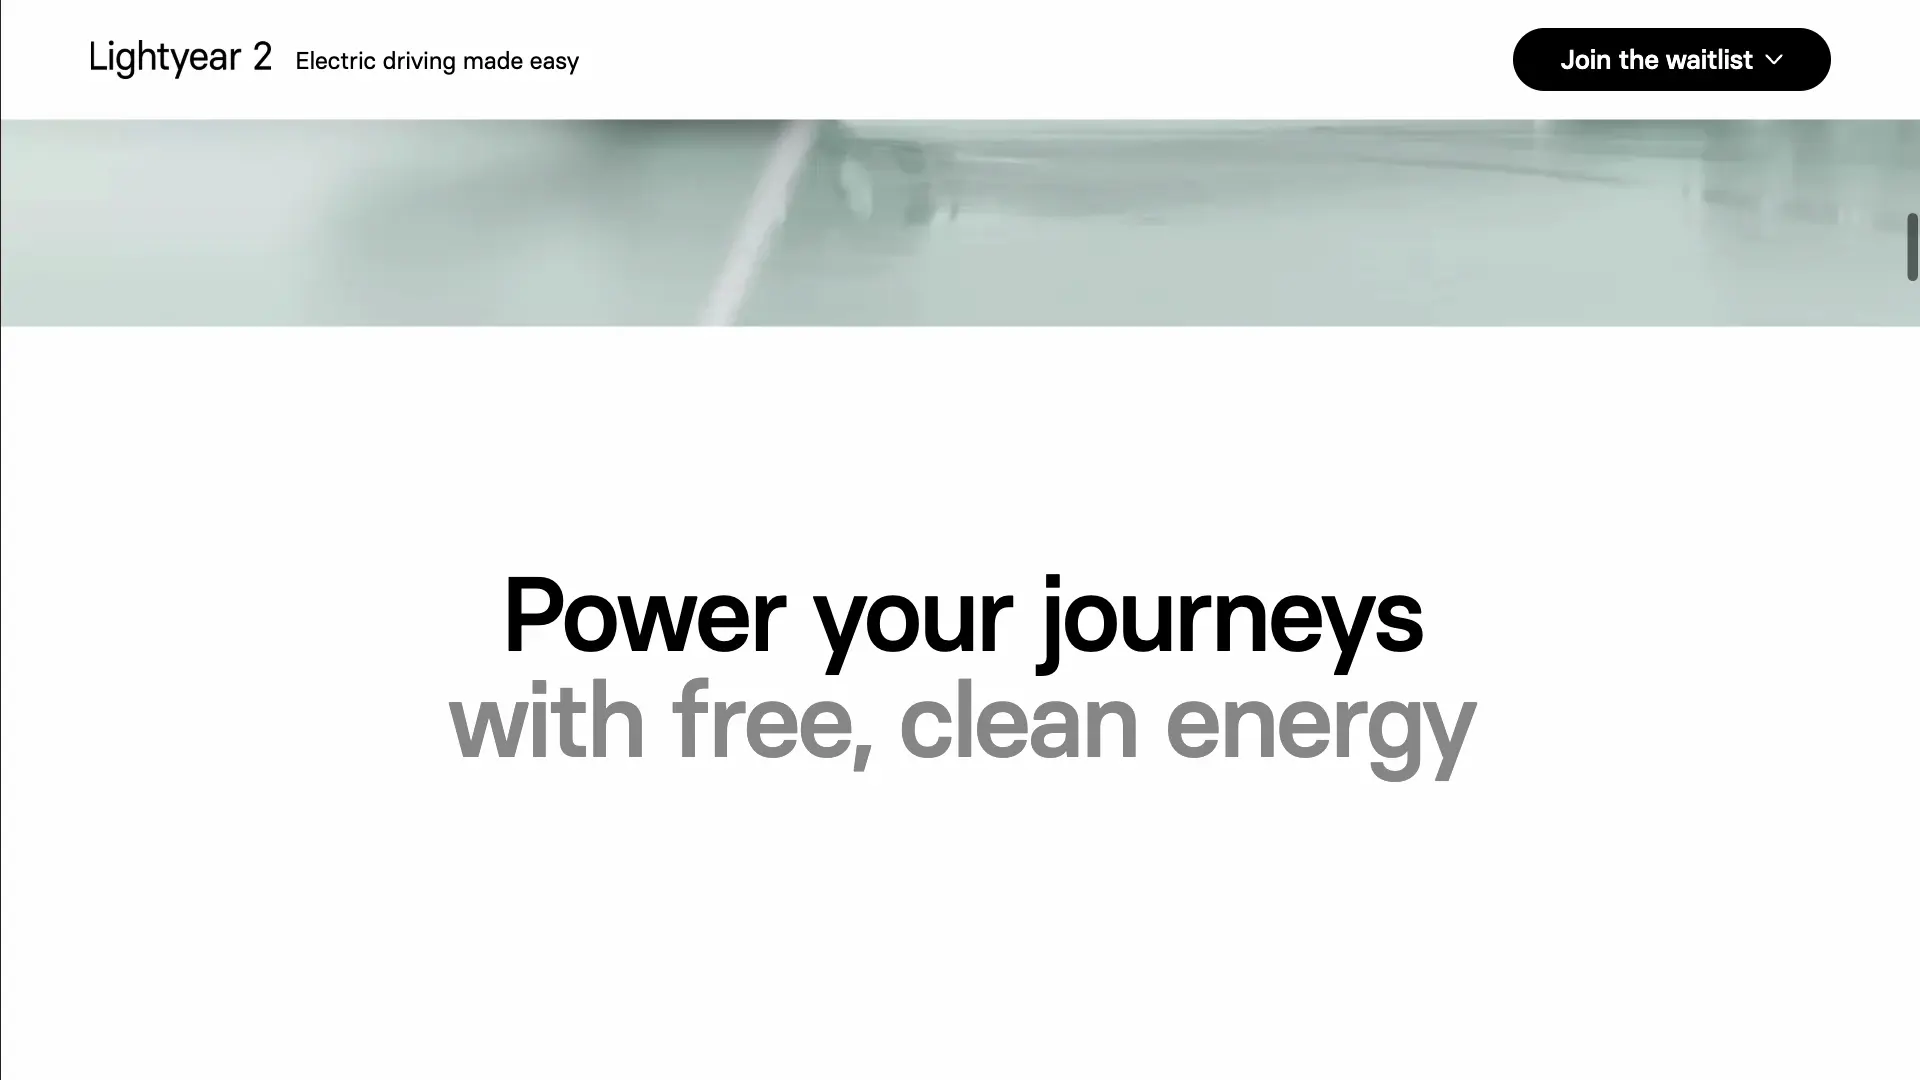 Lightyear 2 Electric driving made easy
Join the waitlist
Power your journeys
with free, clean energy